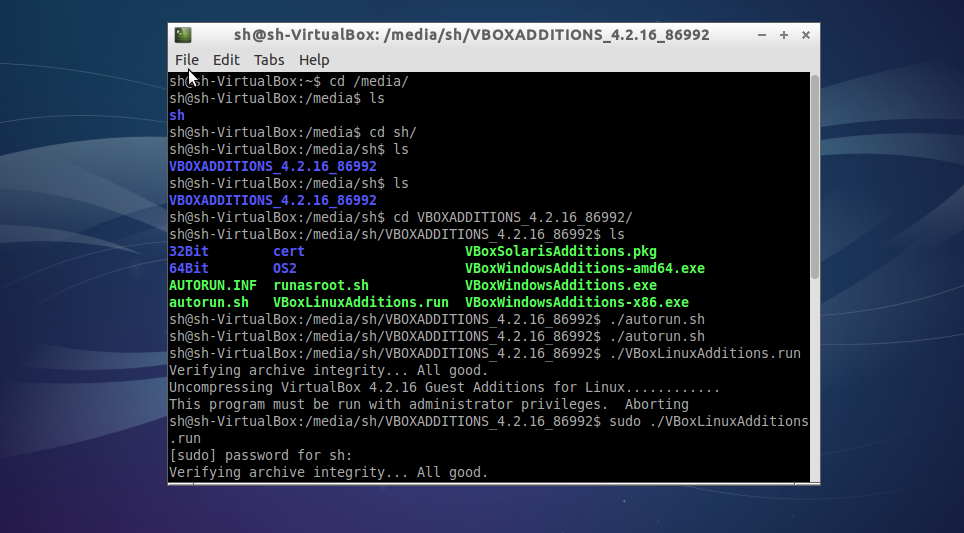 sh@sh-VirtualBox: /media/sh/VBOXADDITIONS_4.2.16_86992
File Edit Tabs Help
sh@sh-VirtualBox:~$ cd /media/
sh@sh-VirtualBox:/media$ ls
sh
sh@sh-VirtualBox:/media$ cd sh/
sh@sh-VirtualBox:/media/sh$ ls
VBOXADDITIONS_4.2.16_86992
sh@sh-VirtualBox:/media/sh$ ls
VBOXADDITIONS_4.2.16_86992
sh@sh-VirtualBox:/media/sh$ cd VBOXADDITIONS_4.2.16_86992/
sh@sh-VirtualBox:/media/sh/VBOXADDITIONS_4.2.16_86992$ ls
32Bit        cert                   VBoxSolarisAdditions.pkg
64Bit        OS2                    VBoxWindowsAdditions-amd64.exe
AUTORUN.INF  runasroot.sh           VBoxWindowsAdditions.exe
autorun.sh   VBoxLinuxAdditions.run  VBoxWindowsAdditions-x86.exe
sh@sh-VirtualBox:/media/sh/VBOXADDITIONS_4.2.16_86992$ ./autorun.sh
sh@sh-VirtualBox:/media/sh/VBOXADDITIONS_4.2.16_86992$ ./autorun.sh
sh@sh-VirtualBox:/media/sh/VBOXADDITIONS_4.2.16_86992$ ./VBoxLinuxAdditions.run
Verifying archive integrity... All good.
Uncompressing VirtualBox 4.2.16 Guest Additions for Linux............
This program must be run with administrator privileges.  Aborting
sh@sh-VirtualBox:/media/sh/VBOXADDITIONS_4.2.16_86992$ sudo ./VBoxLinuxAdditions
.run
[sudo] password for sh:
Verifying archive integrity... All good.